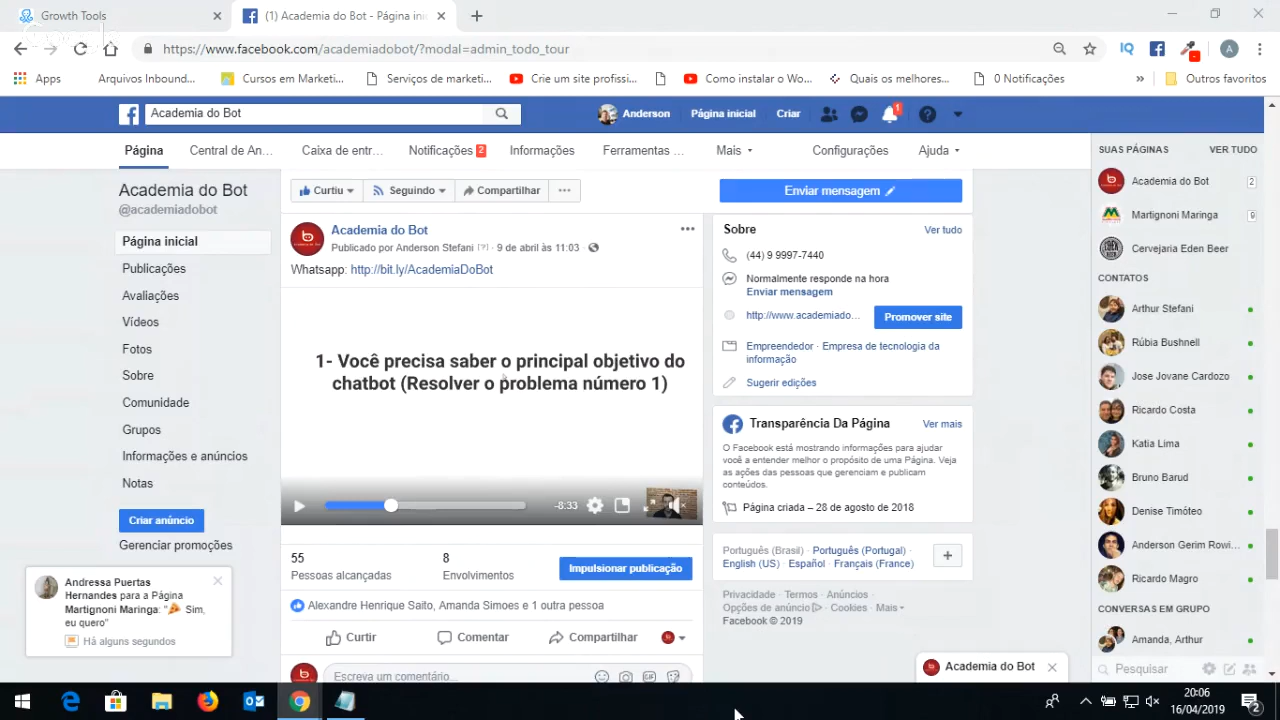 Growth Tools
(1) Academia do Bot - Página ini
https://www.facebook.com/academiadobot/?modal=admin_todo_tour
IQ
A
Apps
Arquivos Inbound...
Cursos em Marketi...
Serviços de marketi...
Crie um site profissi...
Como instalar o Wo...
Quais os melhores...
0 Notificações
»
Outros favoritos
Academia do Bot
Anderson
Página inicial
Criar
1
Página
Central de An...
Caixa de entr...
Notificações 2
Informações
Ferramentas ...
Mais
Configurações
Ajuda
Academia do Bot
@academiadobot
Página inicial
Publicações
Avaliações
Vídeos
Fotos
Sobre
Comunidade
Grupos
Informações e anúncios
Notas
Criar anúncio
Gerenciar promoções
Andressa Puertas
Hernandes para a Página
Martignoni Maringa: "🍕 Sim,
eu quero"
Há alguns segundos
Curtiu
Seguindo
Compartilhar
...
Enviar mensagem
Academia do Bot
Publicado por Anderson Stefani [?] · 9 de abril às 11:03 ·
Whatsapp: http://bit.ly/AcademiaDoBot
1- Você precisa saber o principal objetivo do
chatbot (Resolver o problema número 1)
-8:33
55
Pessoas alcançadas
8
Envolvimentos
Impulsionar publicação
Alexandre Henrique Saito, Amanda Simoes e 1 outra pessoa
Curtir
Comentar
Compartilhar
Escreva um comentário...
GIF
Sobre
Ver tudo
(44) 9 9997-7440
Normalmente responde na hora
Enviar mensagem
http://www.academiado...
Promover site
Empreendedor · Empresa de tecnologia da
informação
Sugerir edições
Transparência Da Página
Ver mais
O Facebook está mostrando informações para ajudar
você a entender melhor o propósito de uma Página. Veja
as ações das pessoas que gerenciam e publicam
conteúdos.
Página criada – 28 de agosto de 2018
Português (Brasil) · Português (Portugal) ·
English (US) · Español · Français (France)
Privacidade · Termos · Anúncios ·
Opções de anúncio · Cookies · Mais
Facebook © 2019
SUAS PÁGINAS
VER TUDO
Academia do Bot
2
Martignoni Maringa
9
Cervejaria Eden Beer
CONTATOS
Arthur Stefani
Rúbia Bushnell
Jose Jovane Cardozo
Ricardo Costa
Katia Lima
Bruno Barud
Denise Timóteo
Anderson Gerim Rowi...
Ricardo Magro
CONVERSAS EM GRUPO
Amanda, Arthur
Pesquisar
Academia do Bot
20:06
16/04/2019
2